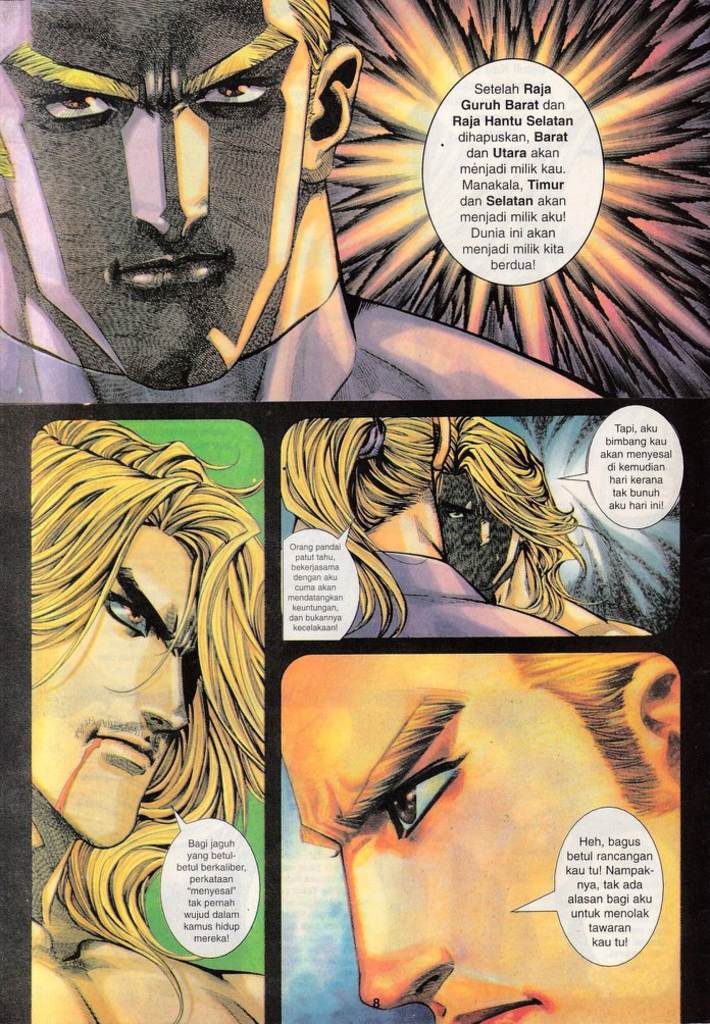 Setelah Raja
Guruh Barat dan
Raja Hantu Selatan
dihapuskan, Barat
dan Utara akan
menjadi milik kau.
Manakala, Timur
dan Selatan akan
menjadi milik aku!
Dunia ini akan
menjadi milik kita
berdua!
Tapi, aku
bimbang kau
akan menyesal
di kemudian
hari kerana
tak bunuh
aku hari ini!
Orang pandai
patut tahu,
bekerjasama
dengan aku
cuma akan
mendatangkan
keuntungan,
dan bukannya
kecelakaan!
Bagi jaguh
yang betul-
betul berkaliber,
perkataan
"menyesal"
tak pernah
wujud dalam
kamus hidup
mereka!
Heh, bagus
betul rancangan
kau tu! Nampak-
nya, tak ada
alasan bagi aku
untuk menolak
tawaran
kau tu!
8